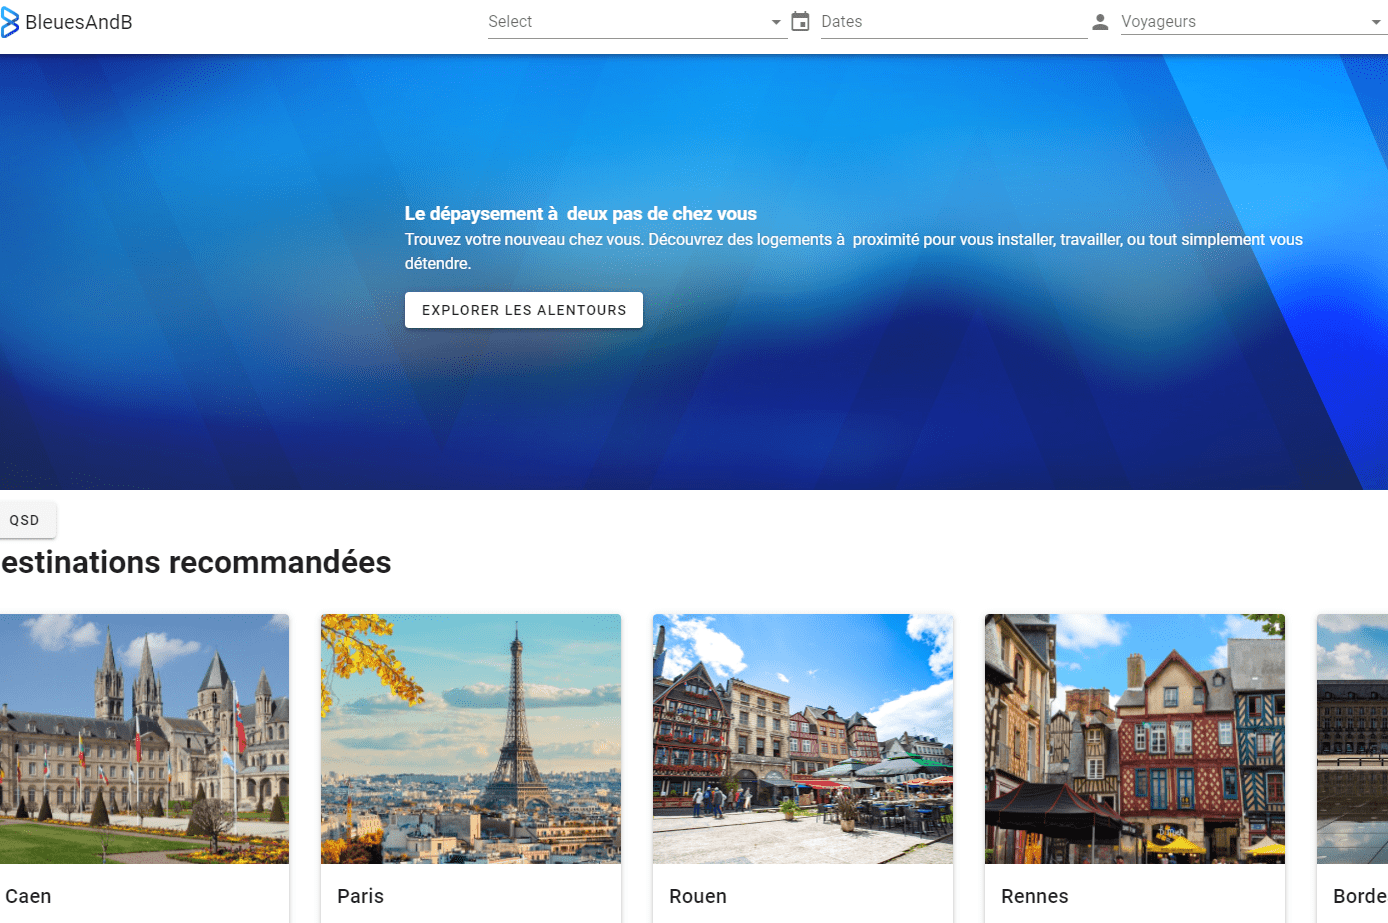 BleuesAndB
Select
Dates
Voyageurs
Le dépaysement à  deux pas de chez vous
Trouvez votre nouveau chez vous. Découvrez des logements à  proximité pour vous installer, travailler, ou tout simplement vous
détendre.
EXPLORER LES ALENTOURS
QSD
estinations recommandées
Caen
Paris
Rouen
Rennes
Borde